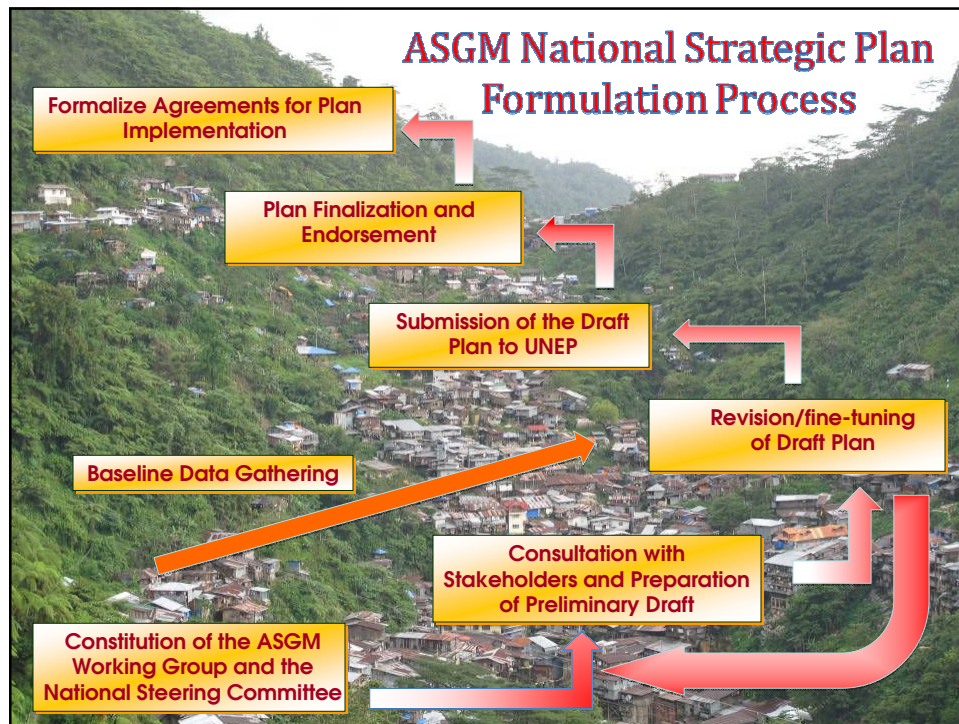 ASGM National Strategic Plan
Formulation Process
Formalize Agreements for Plan
Implementation
Plan Finalization and
Endorsement
Submission of the Draft
Plan to UNEP
Revision/fine-tuning
of Draft Plan
Baseline Data Gathering
Consultation with
Stakeholders and Preparation
of Preliminary Draft
Constitution of the ASGM
Working Group and the
National Steering Committee